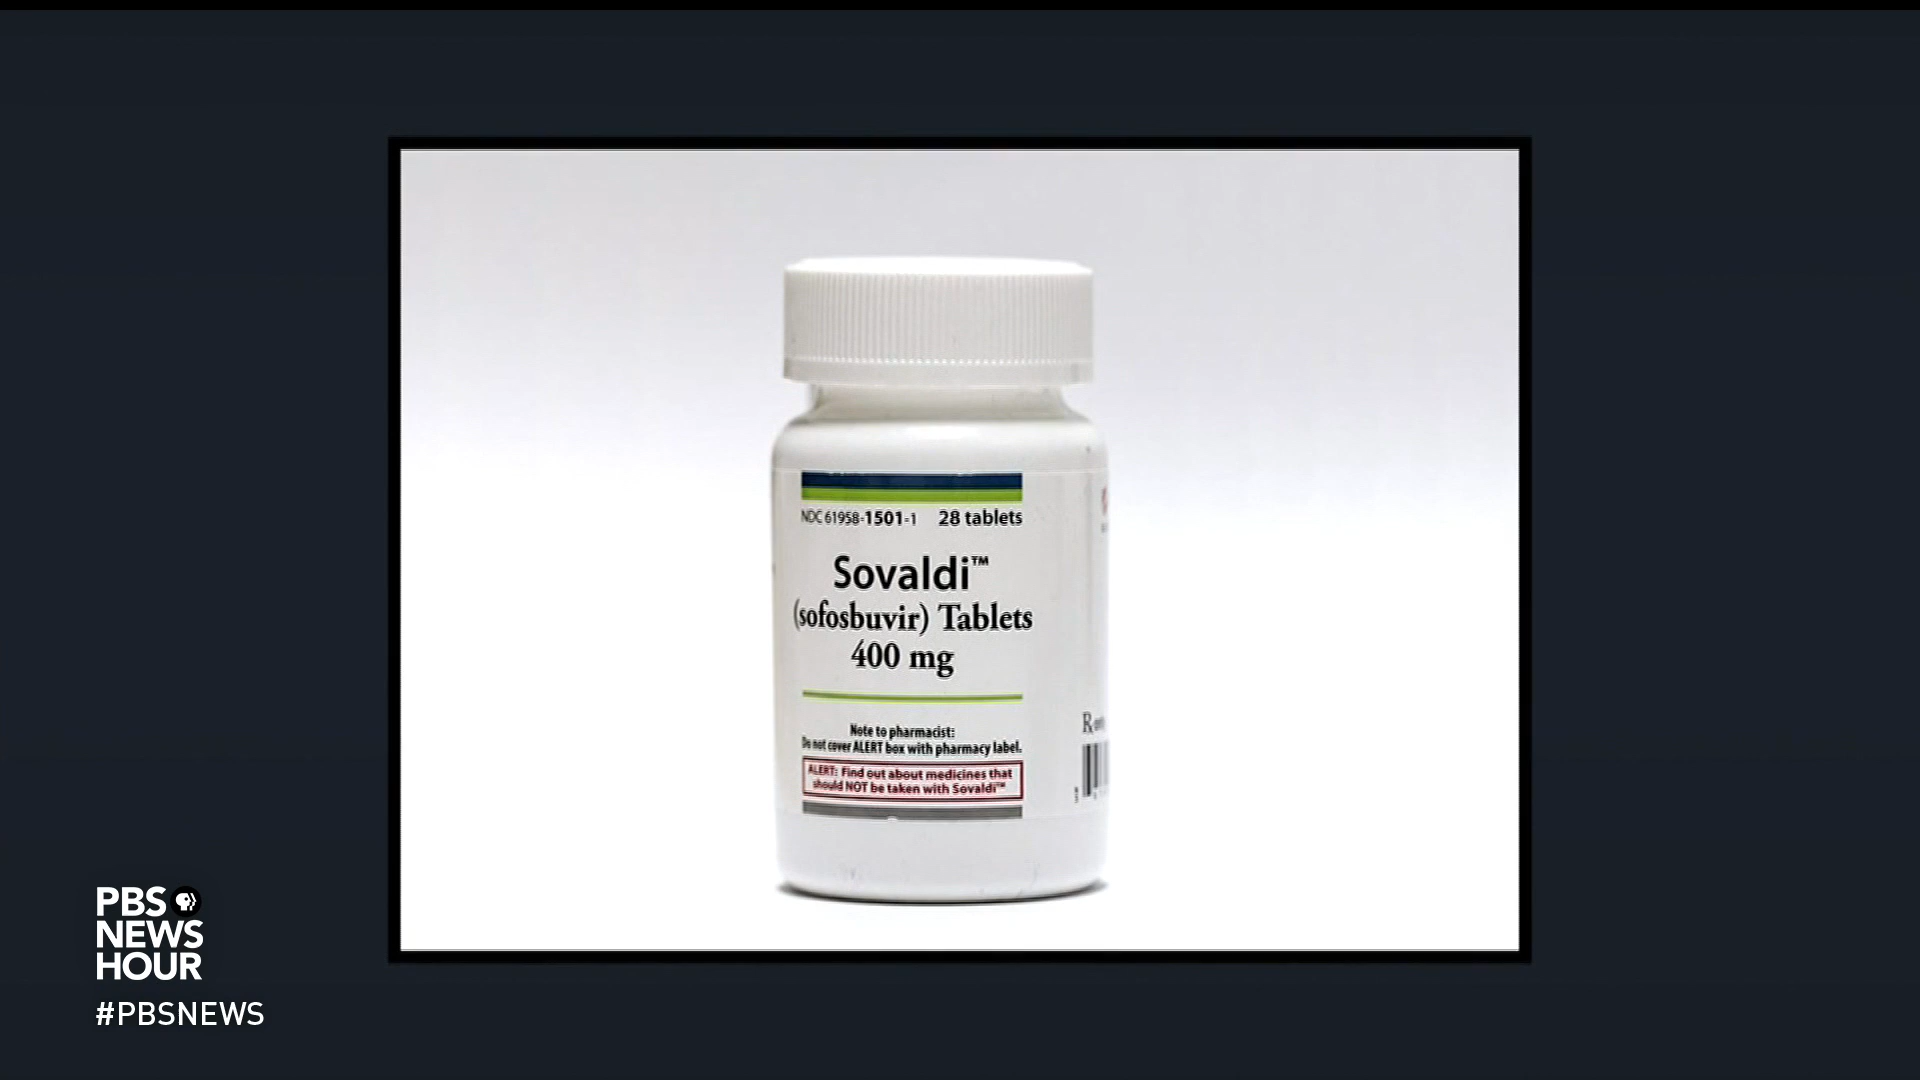 NDC 61958-1501-1 28 tablets
Sovaldi™
(sofosbuvir) Tablets
400 mg
Note to pharmacist:
Do not cover ALERT box with pharmacy label.
ALERT: Find out about medicines that
should NOT be taken with Sovaldi™
Rx
PBS
NEWS
HOUR
#PBSNEWS